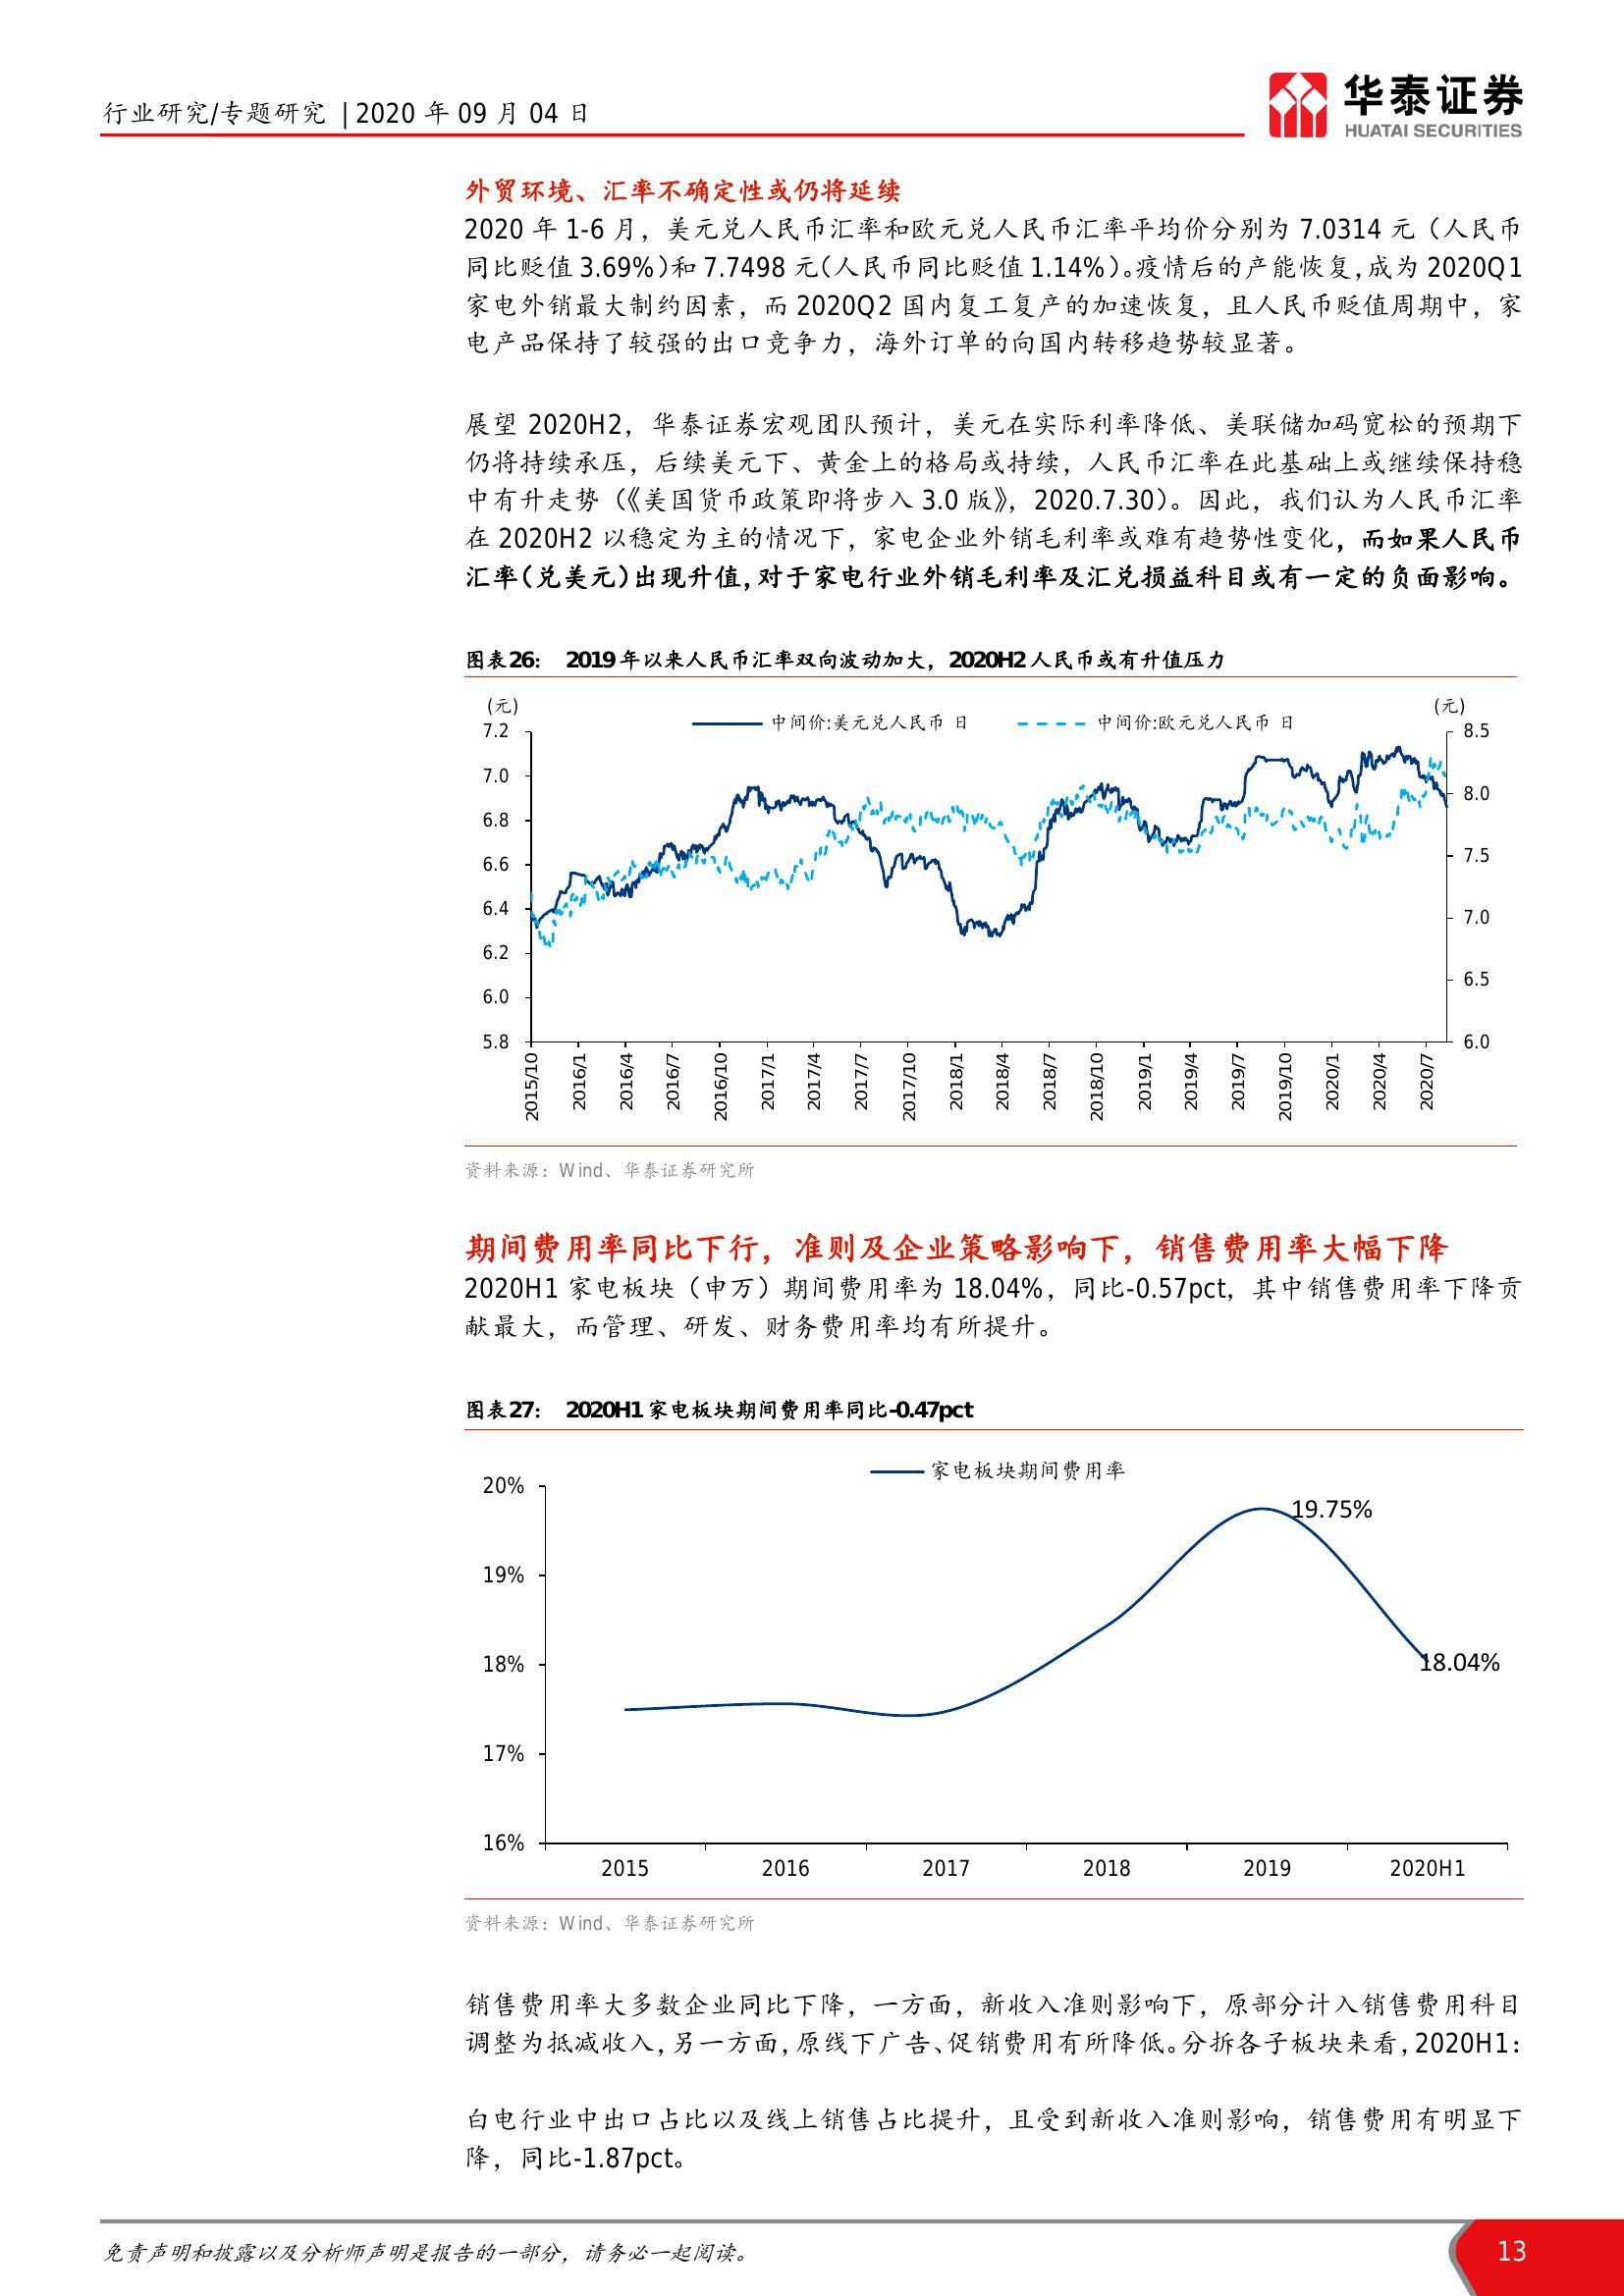 行业研究/专题研究 | 2020 年 09 月 04 日
华泰证券
HUATAI SECURITIES
外贸环境、汇率不确定性或仍将延续
2020 年 1-6 月，美元兑人民币汇率和欧元兑人民币汇率平均价分别为 7.0314 元（人民币
同比贬值 3.69%）和 7.7498 元（人民币同比贬值 1.14%）。疫情后的产能恢复，成为 2020Q1
家电外销最大制约因素，而 2020Q2 国内复工复产的加速恢复，且人民币贬值周期中，家
电产品保持了较强的出口竞争力，海外订单的向国内转移趋势较显著。
展望 2020H2，华泰证券宏观团队预计，美元在实际利率降低、美联储加码宽松的预期下
仍将持续承压，后续美元下、黄金上的格局或持续，人民币汇率在此基础上或继续保持稳
中有升走势（《美国货币政策即将步入 3.0 版》，2020.7.30）。因此，我们认为人民币汇率
在 2020H2 以稳定为主的情况下，家电企业外销毛利率或难有趋势性变化，而如果人民币
汇率（兑美元）出现升值，对于家电行业外销毛利率及汇兑损益科目或有一定的负面影响。
图表26： 2019 年以来人民币汇率双向波动加大，2020H2 人民币或有升值压力
(元) (元)
中间价:美元兑人民币 日 中间价:欧元兑人民币 日
7.2
7.0
6.8
6.6
6.4
6.2
6.0
5.8
8.5
8.0
7.5
7.0
6.5
6.0
2015/10 2016/1 2016/4 2016/7 2016/10 2017/1 2017/4 2017/7 2017/10 2018/1 2018/4 2018/7 2018/10 2019/1 2019/4 2019/7 2019/10 2020/1 2020/4 2020/7
资料来源：Wind、华泰证券研究所
期间费用率同比下行，准则及企业策略影响下，销售费用率大幅下降
2020H1 家电板块（申万）期间费用率为 18.04%，同比-0.57pct，其中销售费用率下降贡
献最大，而管理、研发、财务费用率均有所提升。
图表27： 2020H1 家电板块期间费用率同比-0.47pct
家电板块期间费用率
20%
19%
18%
17%
16%
19.75%
18.04%
2015 2016 2017 2018 2019 2020H1
资料来源：Wind、华泰证券研究所
销售费用率大多数企业同比下降，一方面，新收入准则影响下，原部分计入销售费用科目
调整为抵减收入，另一方面，原线下广告、促销费用有所降低。分拆各子板块来看，2020H1：
白电行业中出口占比以及线上销售占比提升，且受到新收入准则影响，销售费用有明显下
降，同比-1.87pct。
免责声明和披露以及分析师声明是报告的一部分，请务必一起阅读。
13